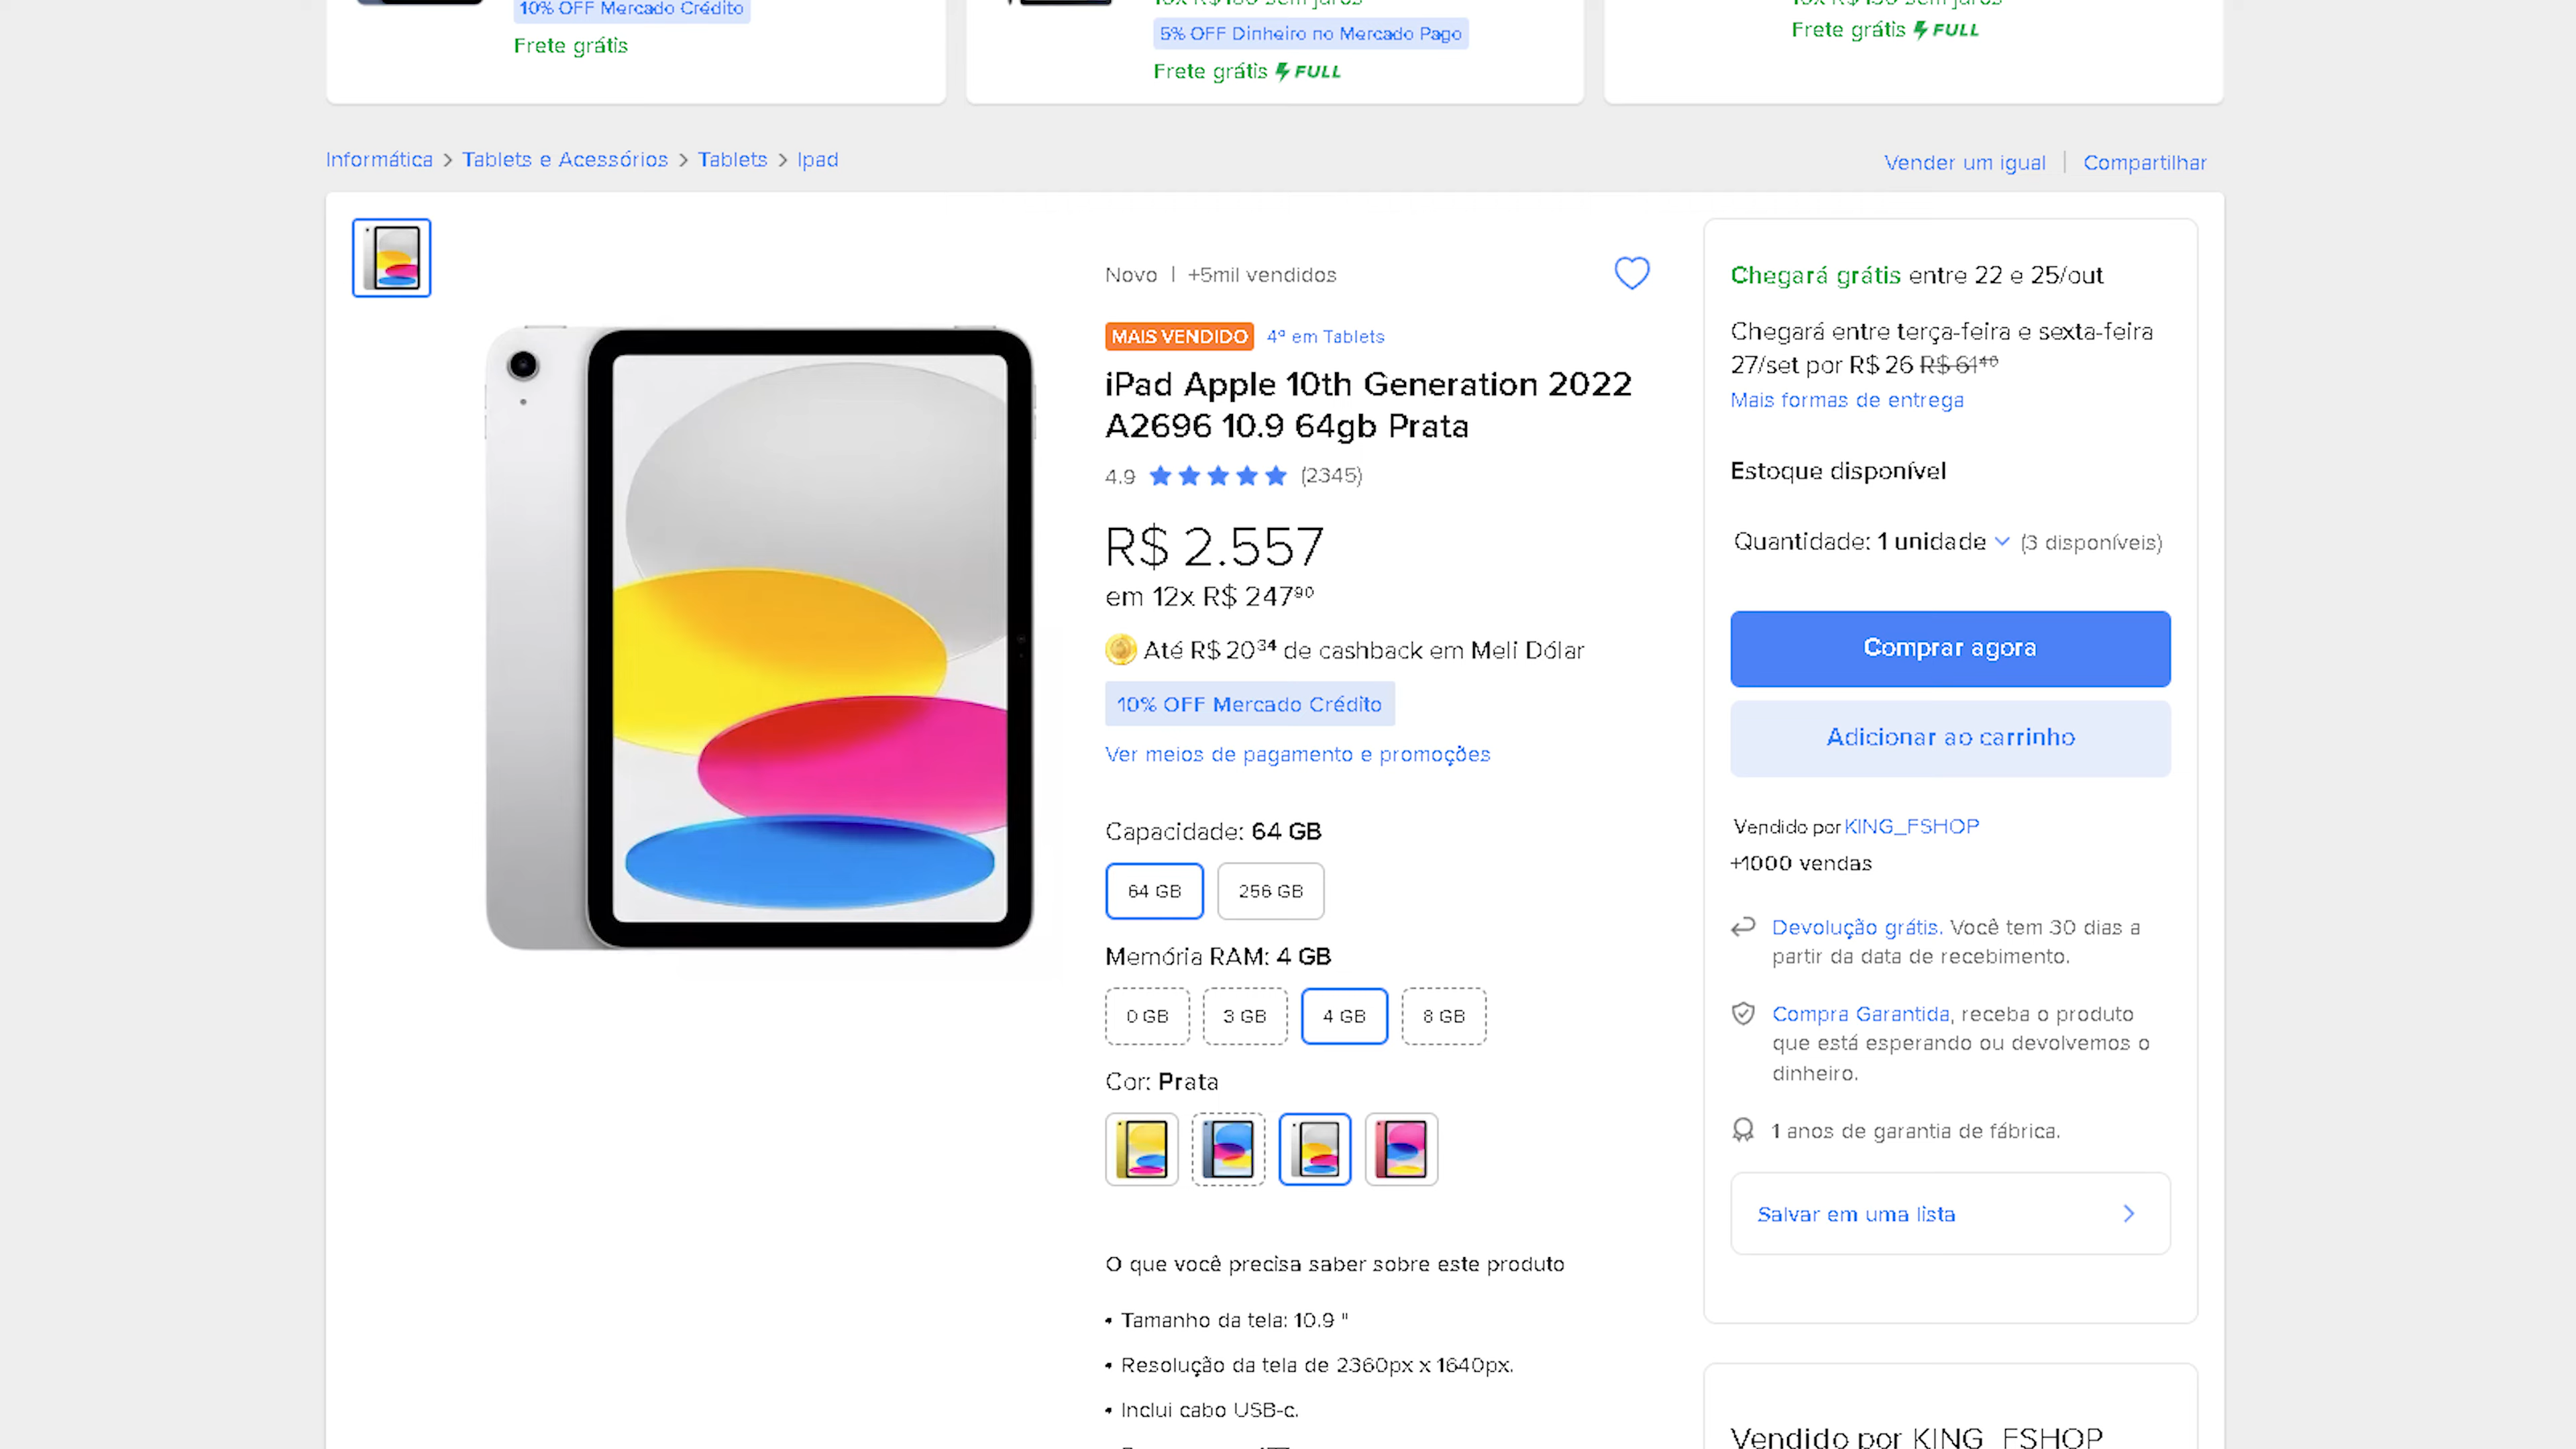 10% OFF Mercado Crédito
Frete grátis
10x R$ 180 sem juros
5% OFF Dinheiro no Mercado Pago
Frete grátis FULL
Frete grátis FULL
Informática > Tablets e Acessórios > Tablets > Ipad
Vender um igual | Compartilhar
Novo | +5mil vendidos
MAIS VENDIDO 4º em Tablets
iPad Apple 10th Generation 2022
A2696 10.9 64gb Prata
4.9 (2345)
R$ 2.557
em 12x R$ 247⁹⁰
Até R$ 20³⁴ de cashback em Meli Dólar
10% OFF Mercado Crédito
Ver meios de pagamento e promoções
Capacidade: 64 GB
64 GB 256 GB
Memória RAM: 4 GB
0 GB 3 GB 4 GB 8 GB
Cor: Prata
O que você precisa saber sobre este produto
• Tamanho da tela: 10.9 "
• Resolução da tela de 2360px x 1640px.
• Inclui cabo USB-c.
Chegará grátis entre 22 e 25/out
Chegará entre terça-feira e sexta-feira
27/set por R$ 26 R$ 61⁴⁰
Mais formas de entrega
Estoque disponível
Quantidade: 1 unidade (3 disponíveis)
Comprar agora
Adicionar ao carrinho
Vendido por KING_FSHOP
+1000 vendas
Devolução grátis. Você tem 30 dias a
partir da data de recebimento.
Compra Garantida, receba o produto
que está esperando ou devolvemos o
dinheiro.
1 anos de garantia de fábrica.
Salvar em uma lista
Vendido por KING_FSHOP